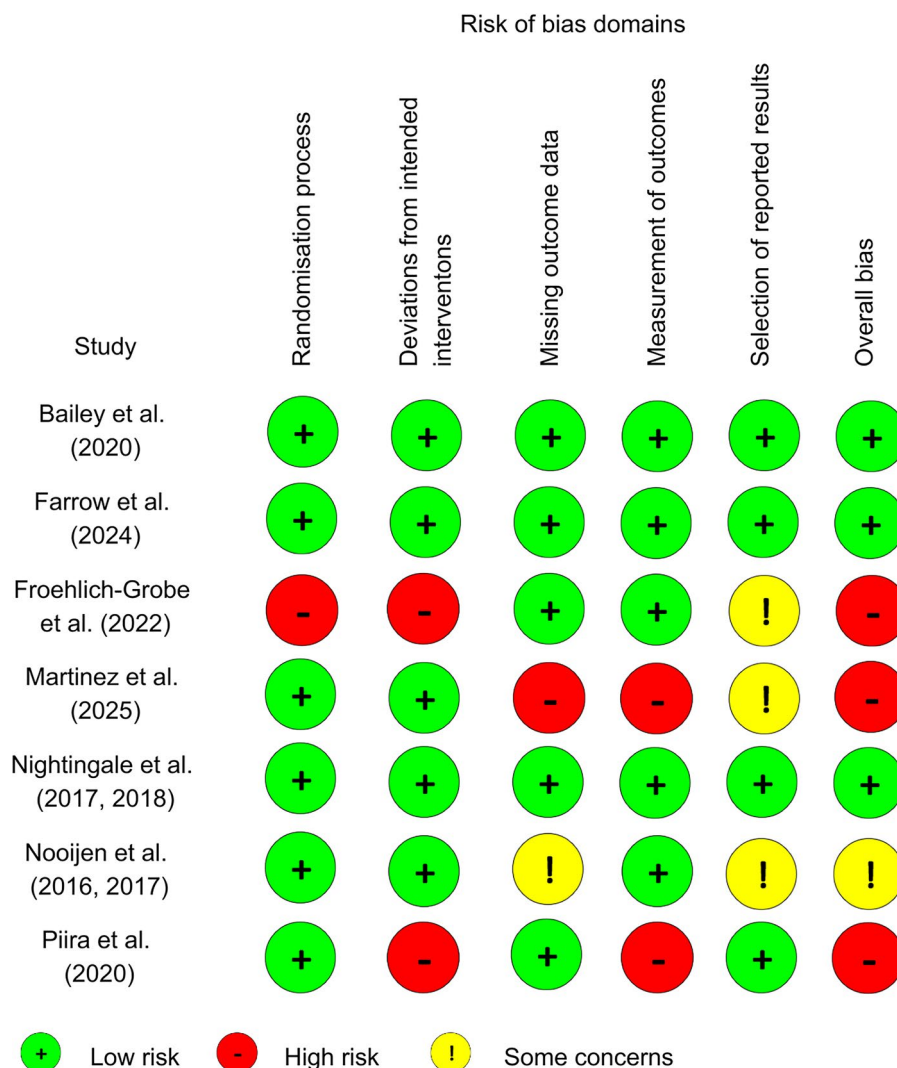 Risk of bias domains
Study
Randomisation process
Deviations from intended
interventons
Missing outcome data
Measurement of outcomes
Selection of reported results
Overall bias
Bailey et al.
(2020)
+ + + + + +
Farrow et al.
(2024)
+ + + + + +
Froehlich-Grobe
et al. (2022)
- - + + ! -
Martinez et al.
(2025)
+ + - - ! -
Nightingale et al.
(2017, 2018)
+ + + + + +
Nooijen et al.
(2016, 2017)
+ + ! + ! !
Piira et al.
(2020)
+ - + - + -
+ Low risk - High risk ! Some concerns